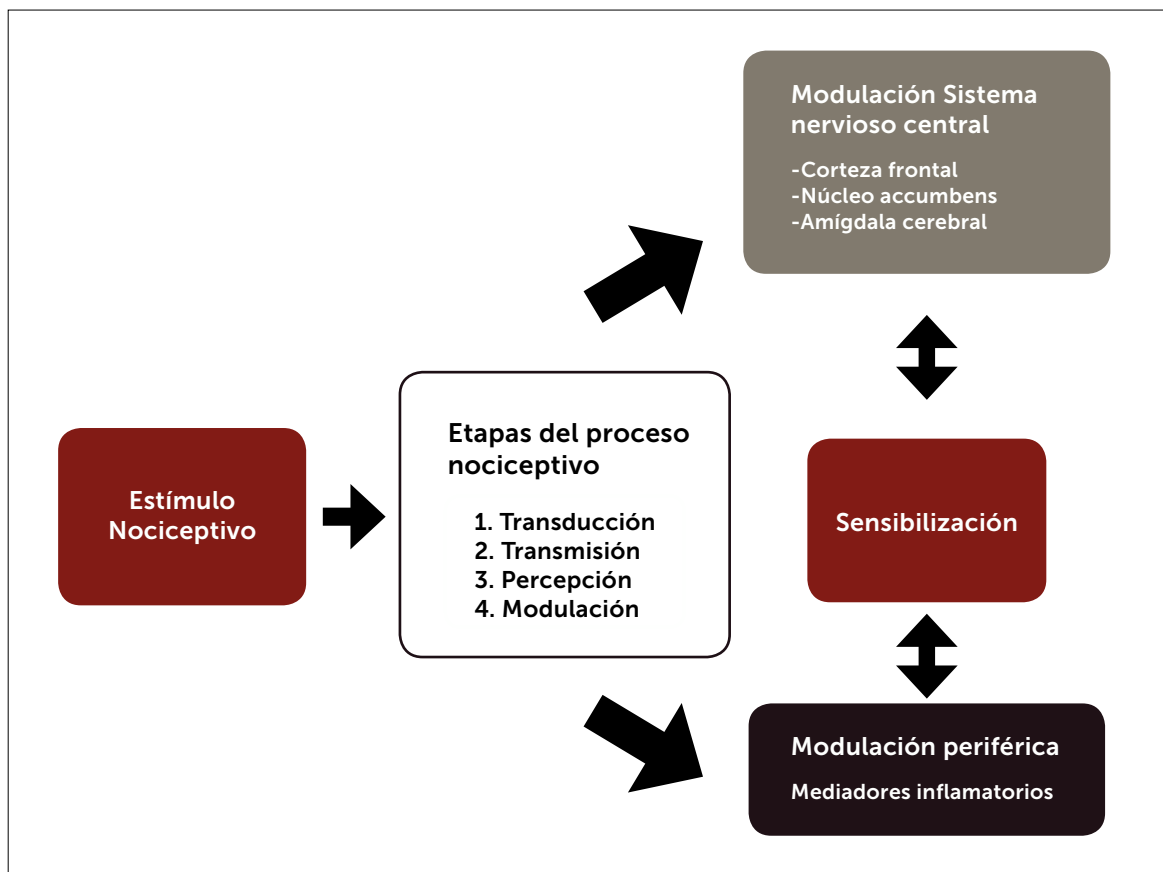 Estímulo
Nociceptivo
Etapas del proceso
nociceptivo
1. Transducción
2. Transmisión
3. Percepción
4. Modulación
Modulación Sistema
nervioso central
-Corteza frontal
-Núcleo accumbens
-Amígdala cerebral
Sensibilización
Modulación periférica
Mediadores inflamatorios